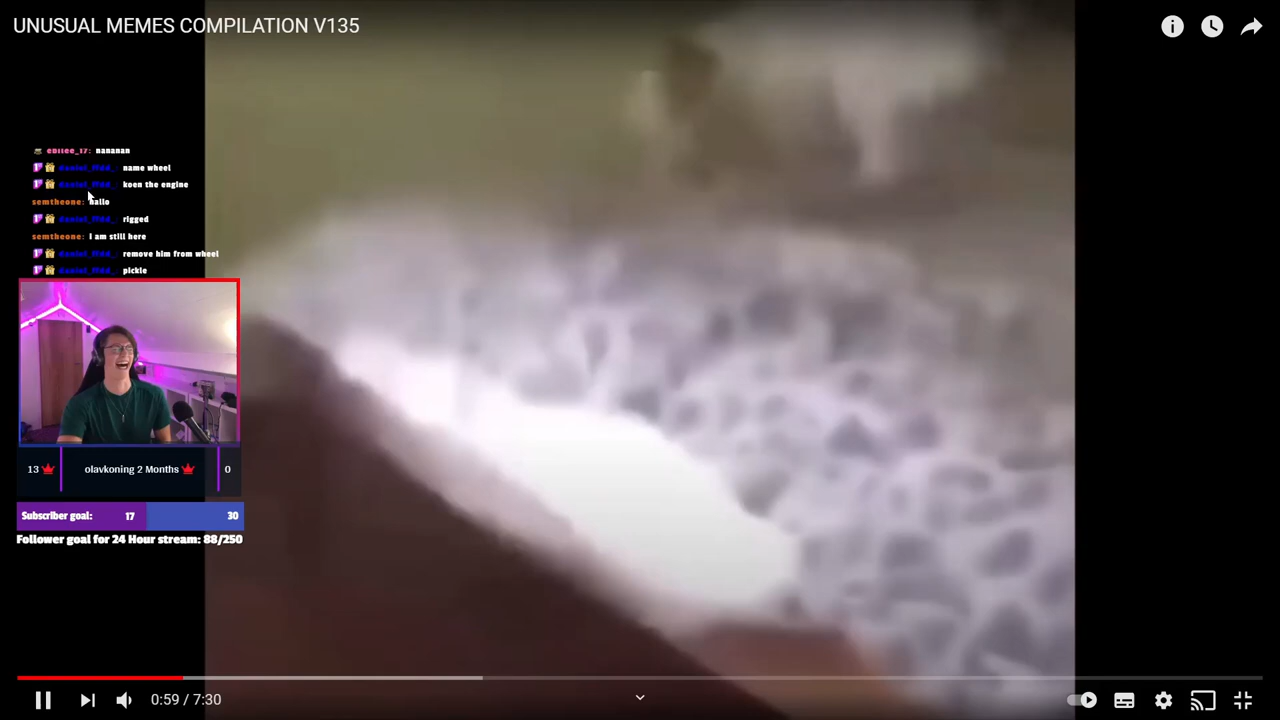 UNUSUAL MEMES COMPILATION V135
nananan
name wheel
koen the engine
semtheone: hallo
rigged
semtheone: I am still here
remove him from wheel
pickle
13 olavkoning 2 Months 0
Subscriber goal: 17 30
Follower goal for 24 Hour stream: 88/250
0:59 / 7:30